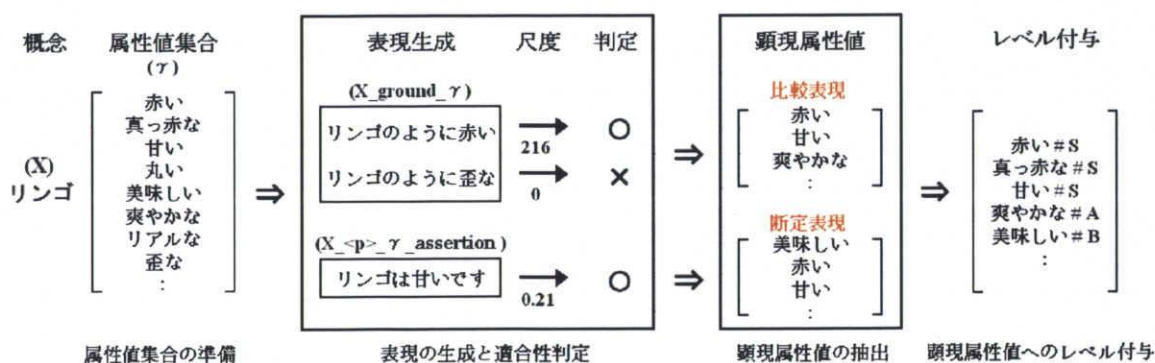 概念
属性値集合
(γ)
表現生成
尺度
判定
顕現属性値
レベル付与
(X)
リンゴ
赤い
真っ赤な
甘い
丸い
美味しい
爽やかな
リアルな
歪な
:
⇒
(X_ground_γ)
リンゴのように赤い
216
○
リンゴのように歪な
0
×
(X_<p>_γ_assertion)
リンゴは甘いです
0.21
○
⇒
⇒
比較表現
赤い
甘い
爽やかな
:
断定表現
美味しい
赤い
甘い
:
⇒
赤い#S
真っ赤な#S
甘い#S
爽やかな#A
美味しい#B
:
属性値集合の準備
表現の生成と適合性判定
顕現属性値の抽出
顕現属性値へのレベル付与